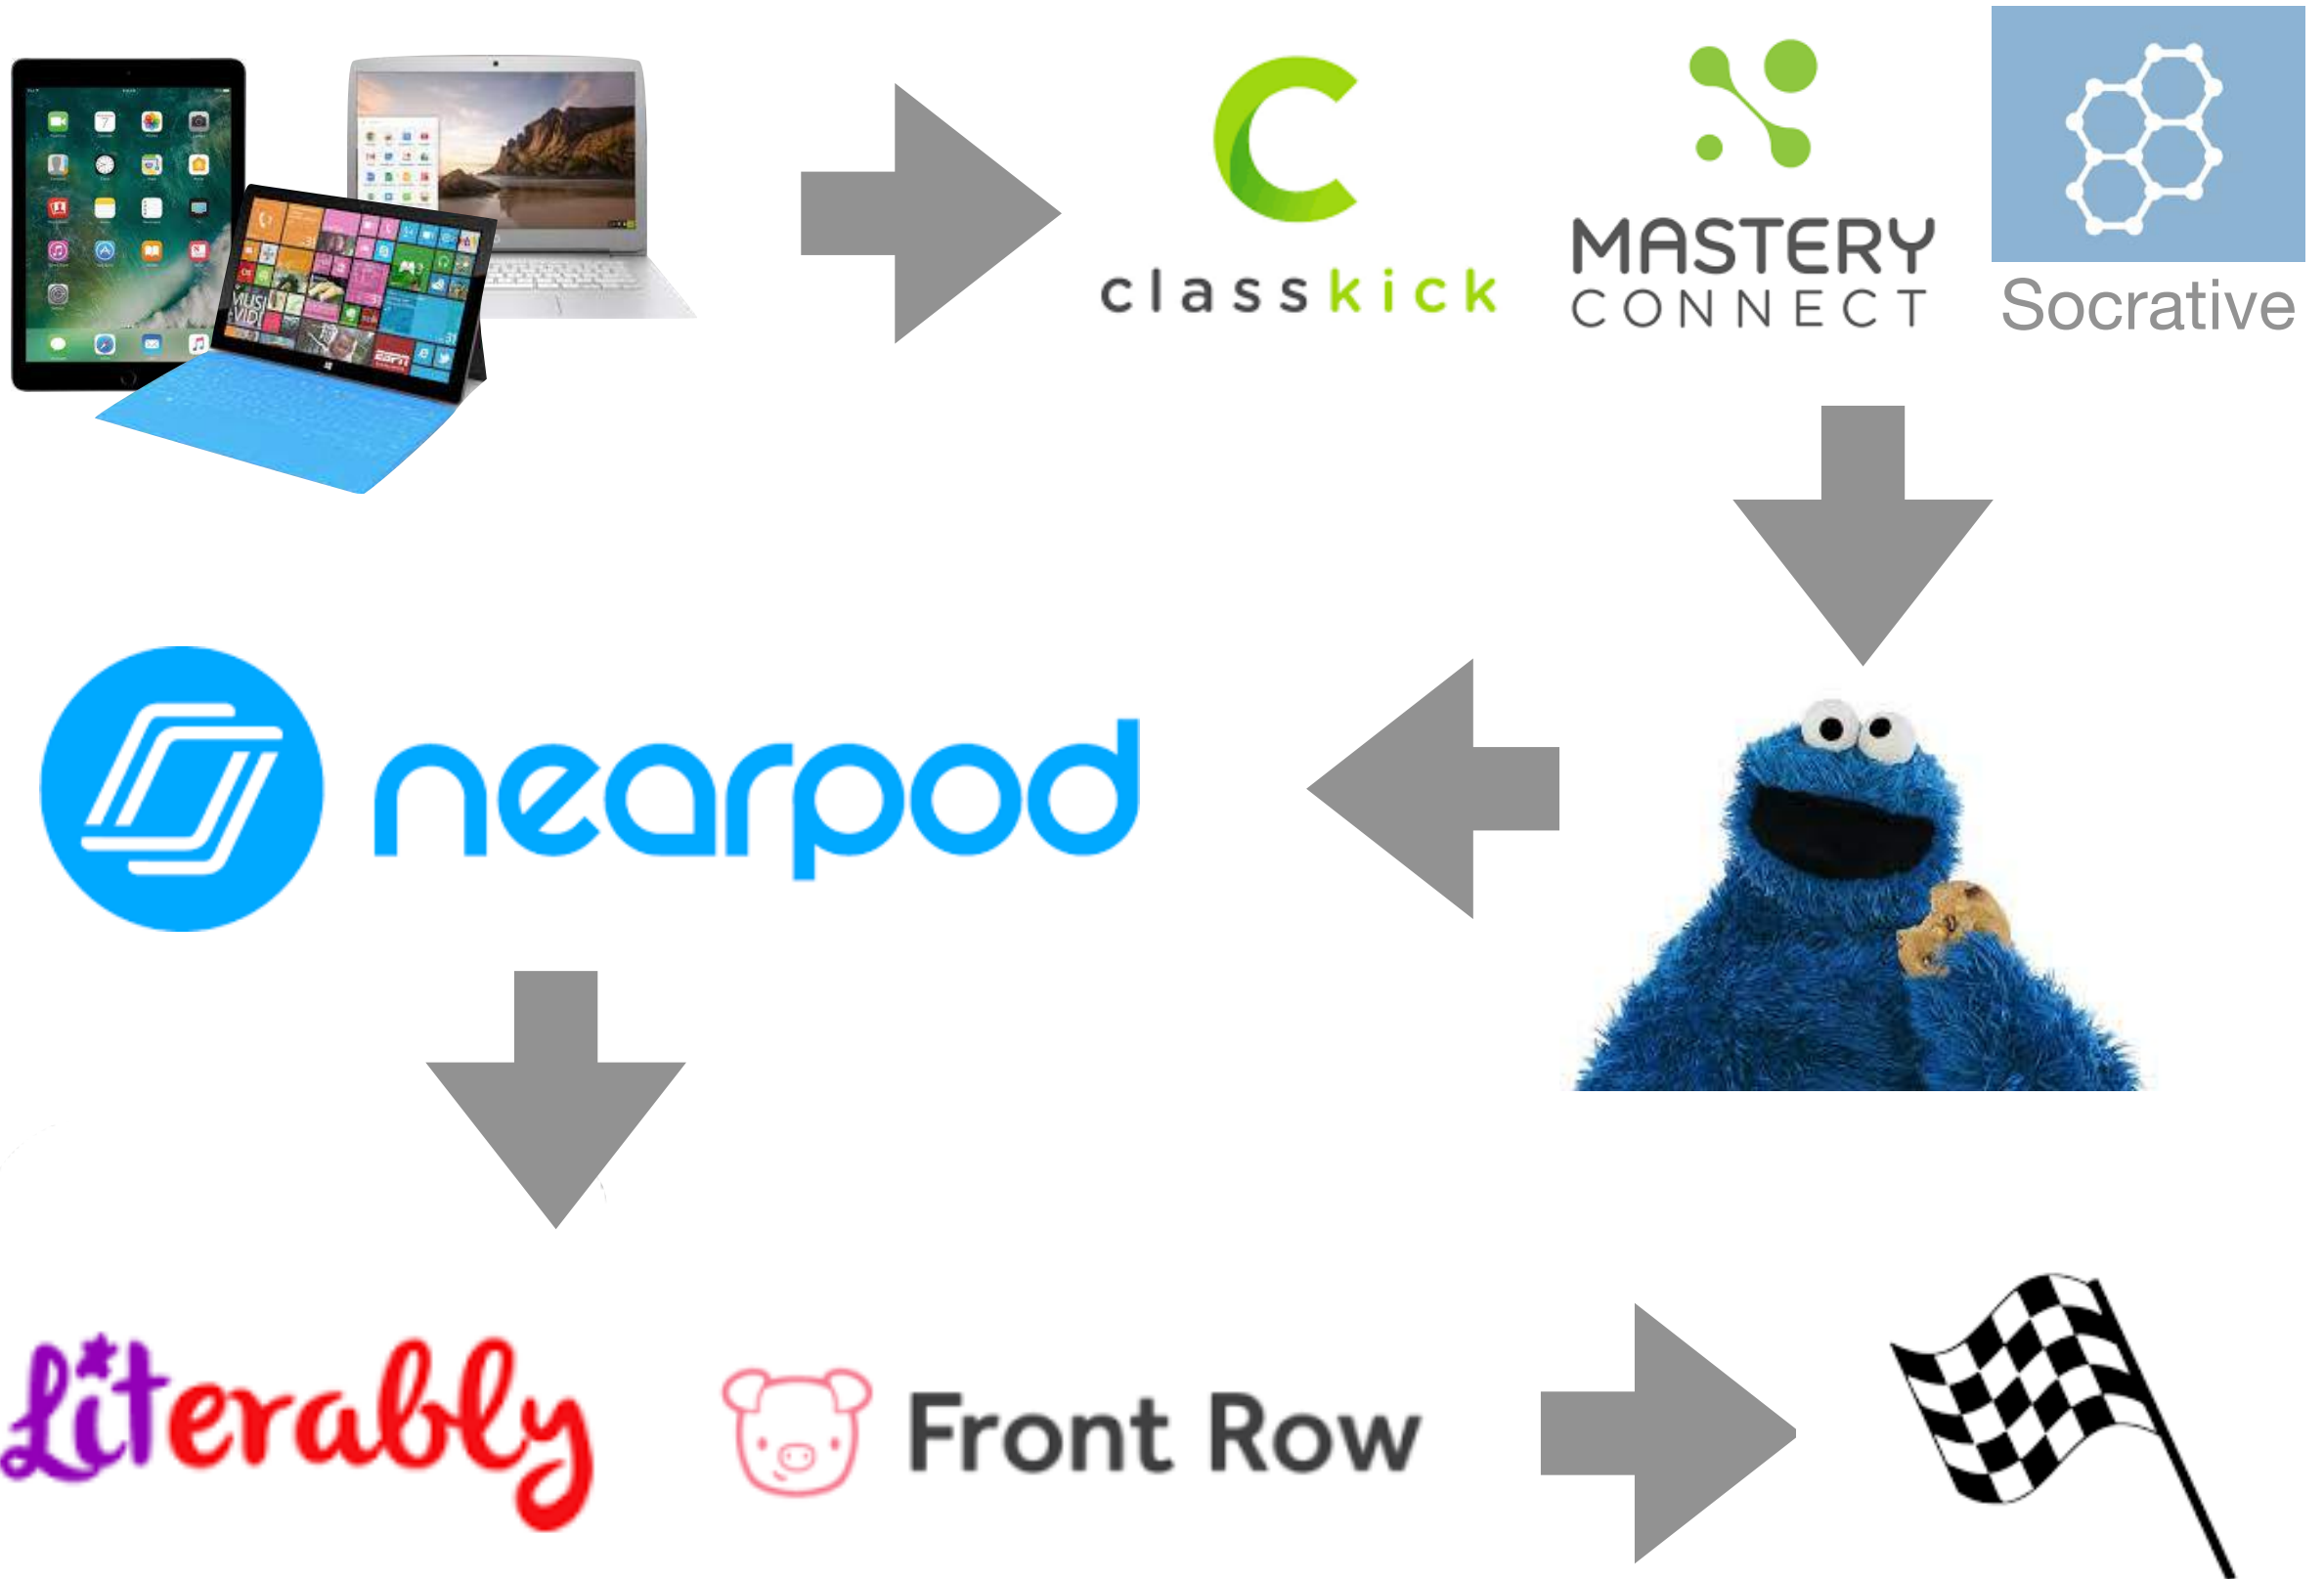 classkick
MASTERY
CONNECT
Socrative
nearpod
Literably
Front Row